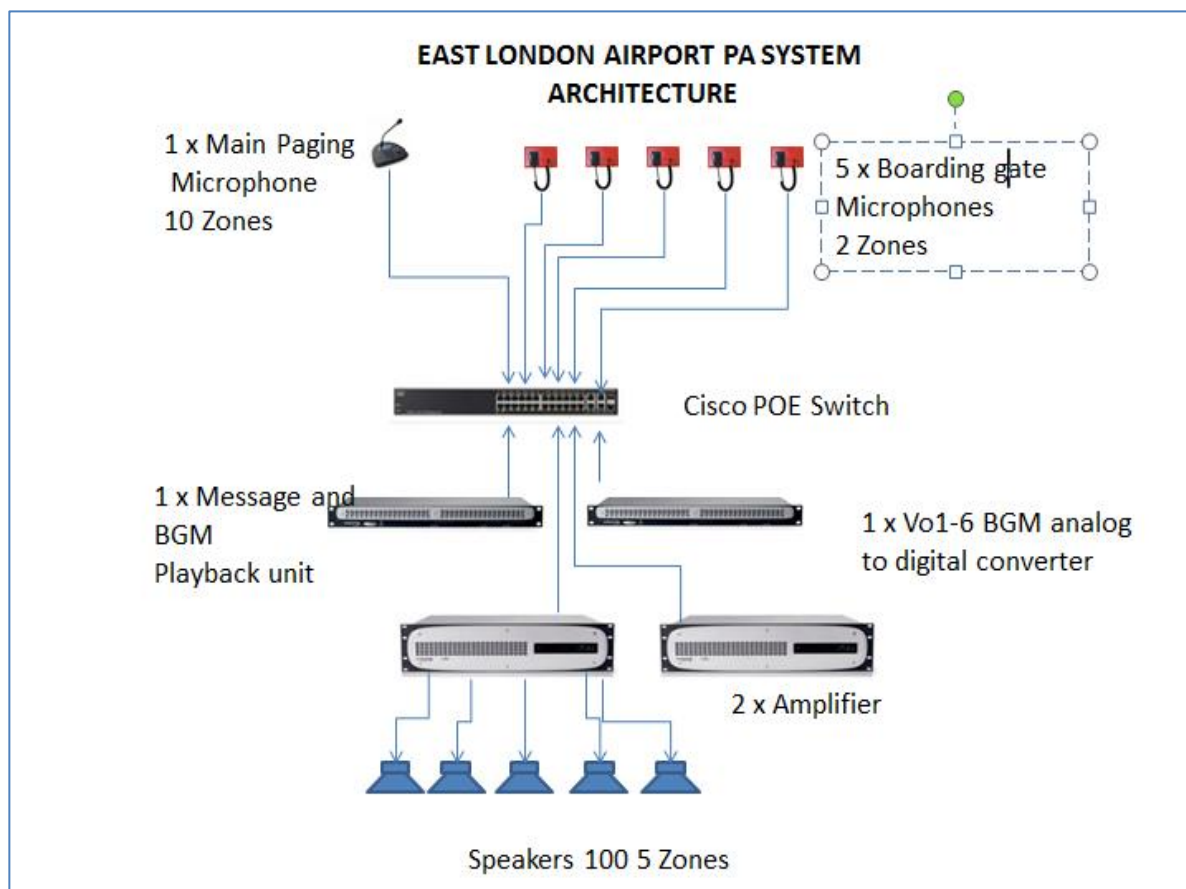 EAST LONDON AIRPORT PA SYSTEM
ARCHITECTURE
1 x Main Paging
Microphone
10 Zones
5 x Boarding gate
Microphones
2 Zones
Cisco POE Switch
1 x Message and
BGM
Playback unit
1 x Vo1-6 BGM analog
to digital converter
2 x Amplifier
Speakers 100 5 Zones